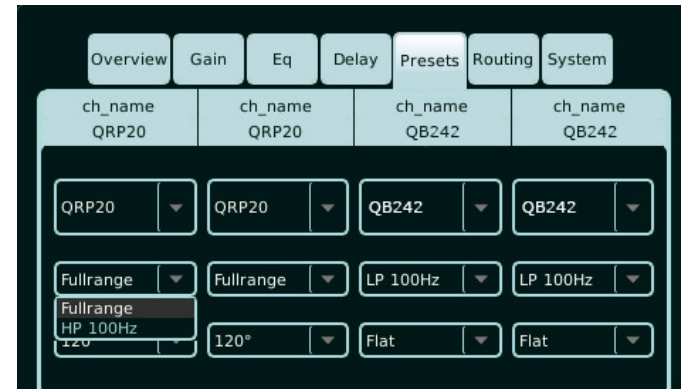 Overview Gain Eq Delay Presets Routing System
ch_name ch_name ch_name ch_name
QRP20 QRP20 QB242 QB242
QRP20 QRP20 QB242 QB242
Fullrange Fullrange LP 100Hz LP 100Hz
Fullrange
HP 100Hz
120° 120° Flat Flat